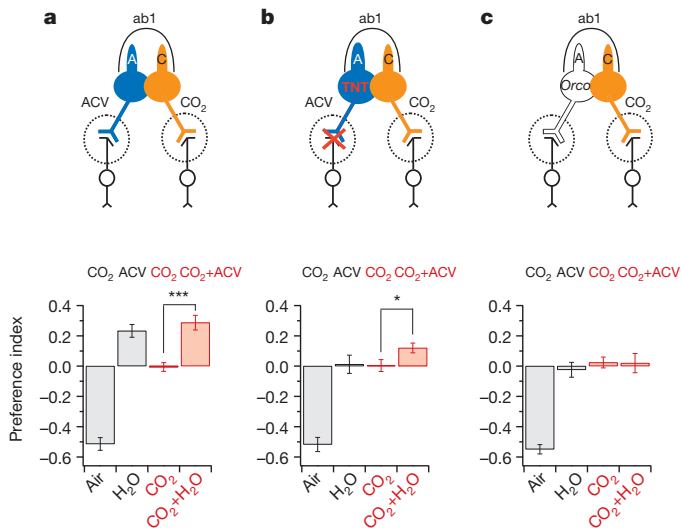 a b c
ab1 ab1 ab1
A C A C A C
TNT Orco
ACV CO₂ ACV CO₂ CO₂
CO₂ ACV CO₂ CO₂+ACV CO₂ ACV CO₂ CO₂+ACV CO₂ ACV CO₂ CO₂+ACV
*** *
0.4 0.4 0.4
0.2 0.2 0.2
0.0 0.0 0.0
−0.2 −0.2 −0.2
−0.4 −0.4 −0.4
−0.6 −0.6 −0.6
Preference index
Air H₂O CO₂ CO₂+H₂O Air H₂O CO₂ CO₂+H₂O Air H₂O CO₂ CO₂+H₂O